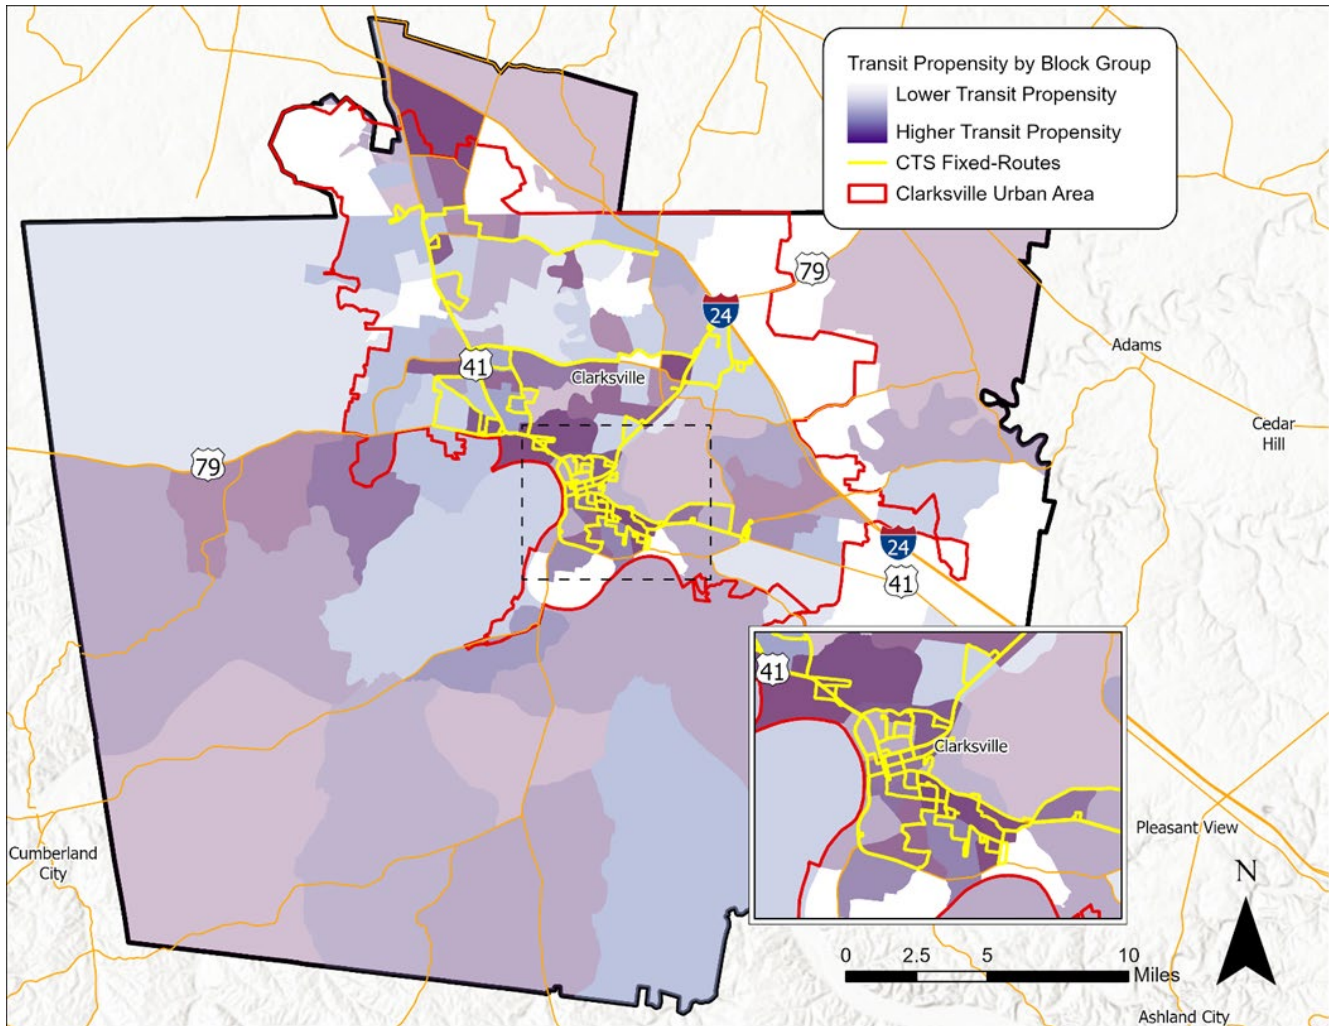 Transit Propensity by Block Group
Lower Transit Propensity
Higher Transit Propensity
CTS Fixed-Routes
Clarksville Urban Area
79
24
Adams
41
Clarksville
Cedar
Hill
79
24
41
41
Clarksville
Pleasant View
Cumberland
City
N
0 2.5 5 10
Miles
Ashland City